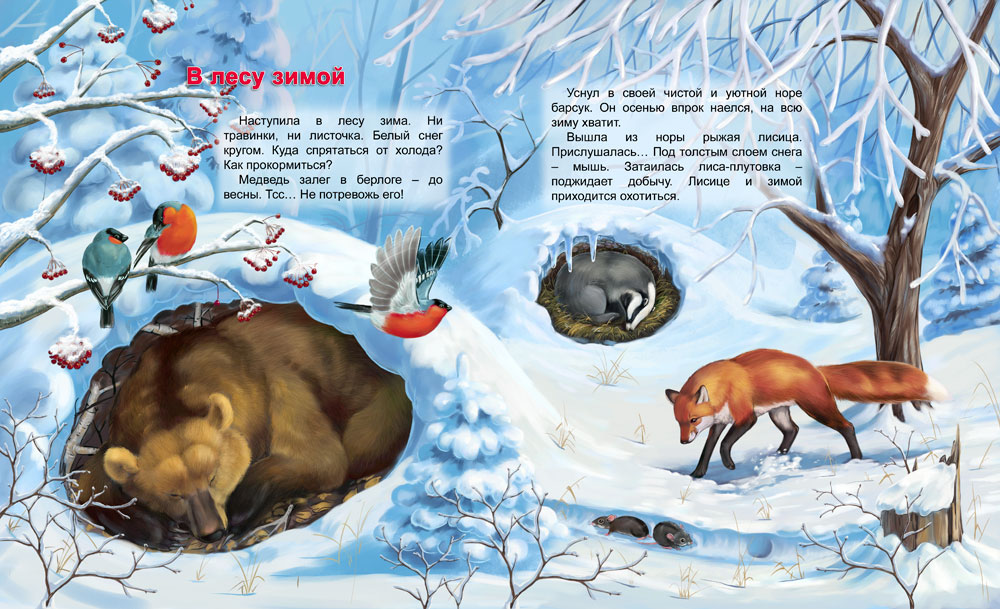 В лесу зимой
Наступила в лесу зима. Ни
травинки, ни листочка. Белый снег
кругом. Куда спрятаться от холода?
Как прокормиться?
Медведь залег в берлоге – до
весны. Тсс... Не потревожь его!
Уснул в своей чистой и уютной норе
барсук. Он осенью впрок наелся, на всю
зиму хватит.
Вышла из норы рыжая лисица.
Прислушалась... Под толстым слоем снега
– мышь. Затаилась лиса-плутовка –
поджидает добычу. Лисице и зимой
приходится охотиться.